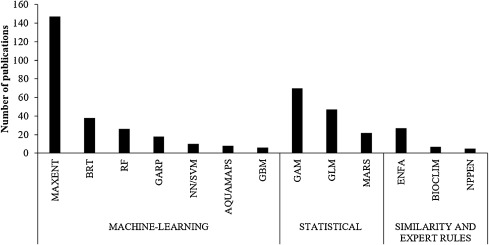 Number of publications
160
140
120
100
80
60
40
20
0
MAXENT
BRT
RF
GARP
NN/SVM
AQUAMAPS
GBM
GAM
GLM
MARS
ENFA
BIOCLIM
NPPEN
MACHINE-LEARNING
STATISTICAL
SIMILARITY AND
EXPERT RULES